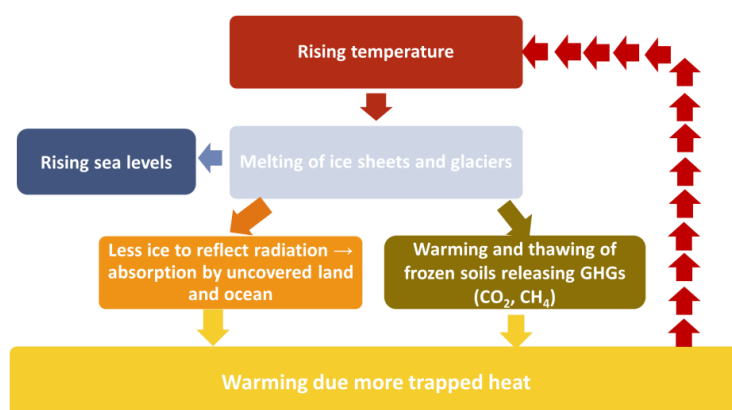 Rising temperature
Rising sea levels
Melting of ice sheets and glaciers
Less ice to reflect radiation →
absorption by uncovered land
and ocean
Warming and thawing of
frozen soils releasing GHGs
(CO₂, CH₄)
Warming due more trapped heat